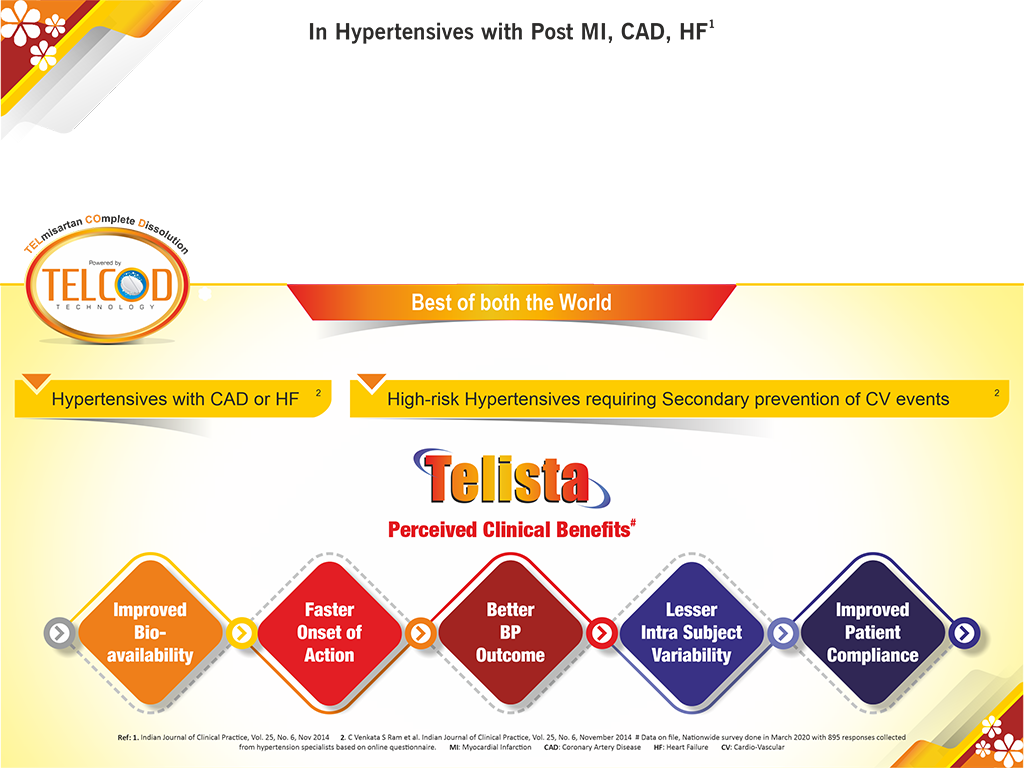 In Hypertensives with Post MI, CAD, HF1
TELmisartan COmplete Dissolution
Powered by
TELCOD
TECHNOLOGY
Best of both the World
Hypertensives with CAD or HF 2
High-risk Hypertensives requiring Secondary prevention of CV events 2
Telista
Perceived Clinical Benefits#
Improved
Bio-
availability
Faster
Onset of
Action
Better
BP
Outcome
Lesser
Intra Subject
Variability
Improved
Patient
Compliance
Ref: 1. Indian Journal of Clinical Practice, Vol. 25, No. 6, Nov 2014 2. C Venkata S Ram et al. Indian Journal of Clinical Practice, Vol. 25, No. 6, November 2014 # Data on file, Nationwide survey done in March 2020 with 895 responses collected
from hypertension specialists based on online questionnaire. MI: Myocardial Infarction CAD: Coronary Artery Disease HF: Heart Failure CV: Cardio-Vascular